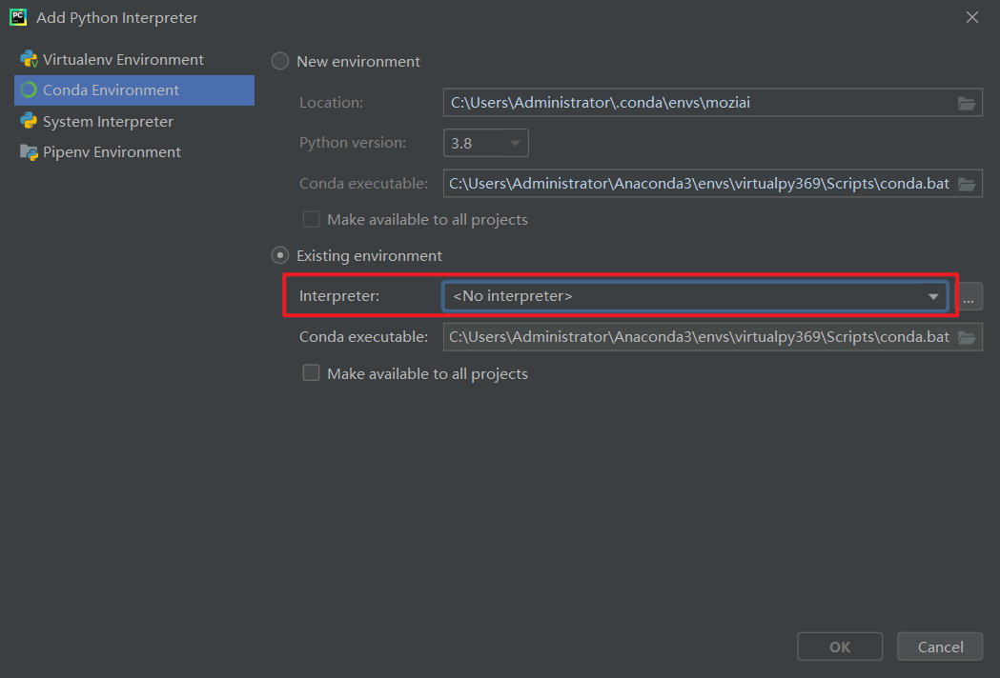 Add Python Interpreter
Virtualenv Environment
Conda Environment
System Interpreter
Pipenv Environment
New environment
Location: C:\Users\Administrator\.conda\envs\moziai
Python version: 3.8
Conda executable: C:\Users\Administrator\Anaconda3\envs\virtualpy369\Scripts\conda.bat
Make available to all projects
Existing environment
Interpreter: <No interpreter> ...
Conda executable: C:\Users\Administrator\Anaconda3\envs\virtualpy369\Scripts\conda.bat
Make available to all projects
OK Cancel